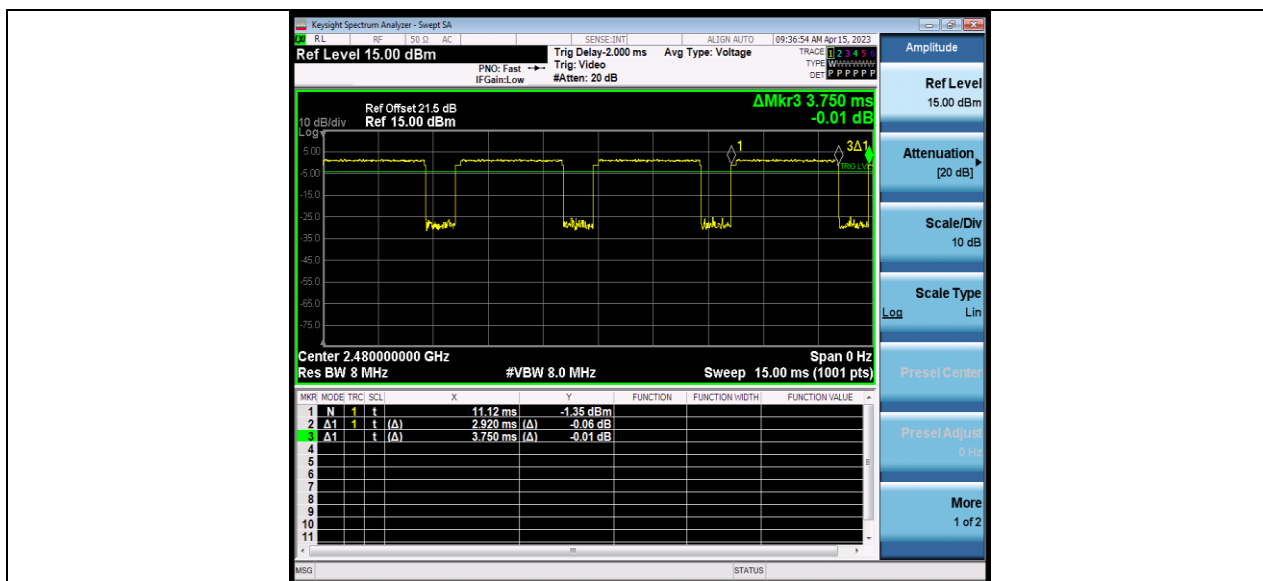 Keysight Spectrum Analyzer - Swept SA
RL RF 50 Ω AC SENSE:INT ALIGN AUTO 09:36:54 AM Apr 15, 2023
Ref Level 15.00 dBm
PNO: Fast
IFGain:Low
Trig Delay-2.000 ms
Trig: Video
#Atten: 20 dB
Avg Type: Voltage
TRACE 1 2 3 4 5 6
TYPE WWWWWW
DET P P P P P P
ΔMkr3 3.750 ms
-0.01 dB
Ref Offset 21.5 dB
10 dB/div Ref 15.00 dBm
Log
5.00
-5.00
-15.0
-25.0
-35.0
-45.0
-55.0
-65.0
-75.0
1
3Δ1
TRIG LVL
Center 2.480000000 GHz Span 0 Hz
Res BW 8 MHz #VBW 8.0 MHz Sweep 15.00 ms (1001 pts)
MKR MODE TRC SCL X Y FUNCTION FUNCTION WIDTH FUNCTION VALUE
1 N 1 t 11.12 ms -1.35 dBm
2 Δ1 1 t (Δ) 2.920 ms (Δ) -0.06 dB
3 Δ1 t (Δ) 3.750 ms (Δ) -0.01 dB
4
5
6
7
8
9
10
11
MSG STATUS
Amplitude
Ref Level
15.00 dBm
Attenuation
[20 dB]
Scale/Div
10 dB
Scale Type
Log Lin
Presel Center
Presel Adjust
0 Hz
More
1 of 2